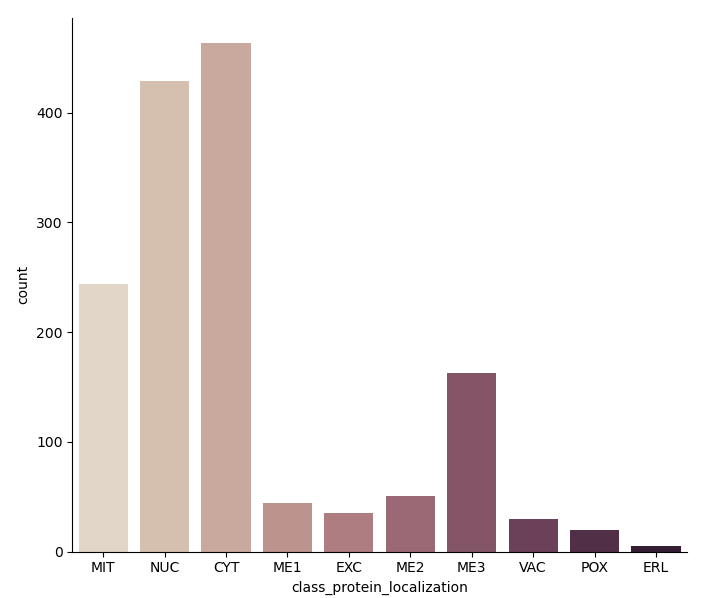 400
300
200
100
0
count
MIT NUC CYT ME1 EXC ME2 ME3 VAC POX ERL
class_protein_localization